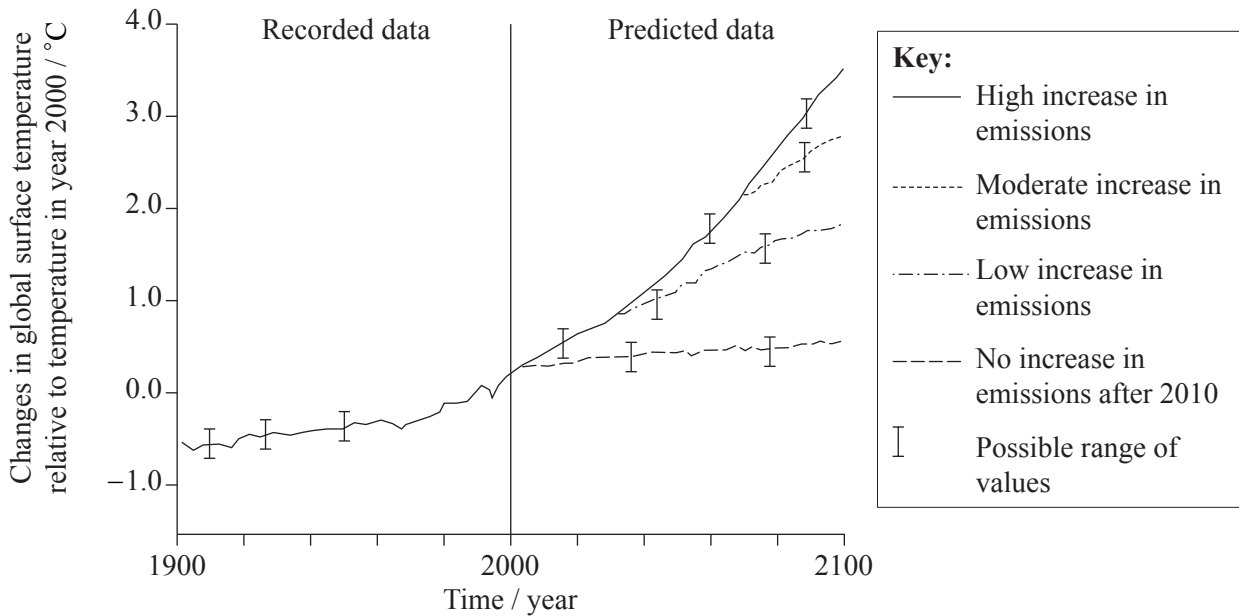 Changes in global surface temperature
relative to temperature in year 2000 / °C
4.0
3.0
2.0
1.0
0.0
−1.0
Recorded data
Predicted data
1900
2000
2100
Time / year
Key:
High increase in
emissions
Moderate increase in
emissions
Low increase in
emissions
No increase in
emissions after 2010
Possible range of
values